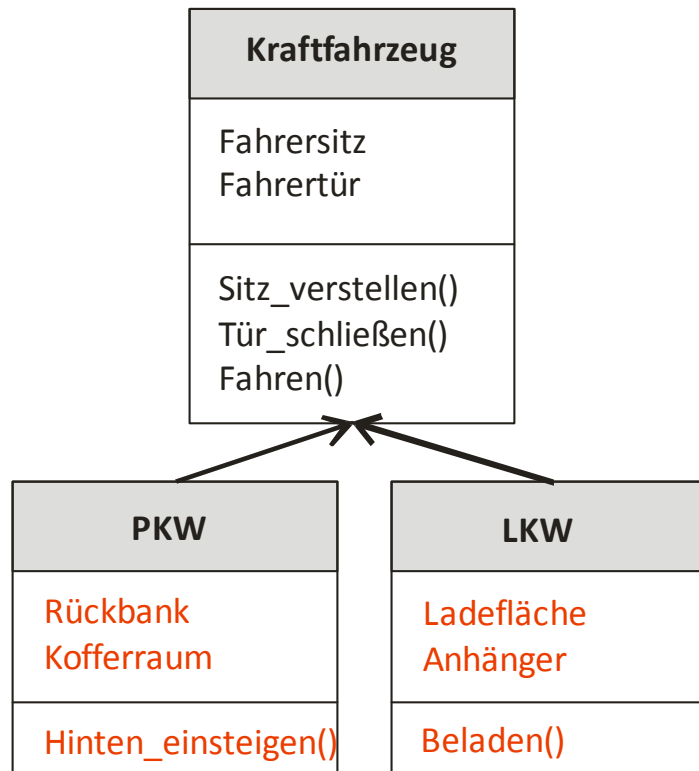 Kraftfahrzeug
Fahrersitz
Fahrertür
Sitz_verstellen()
Tür_schließen()
Fahren()
PKW
Rückbank
Kofferraum
Hinten_einsteigen()
LKW
Ladefläche
Anhänger
Beladen()